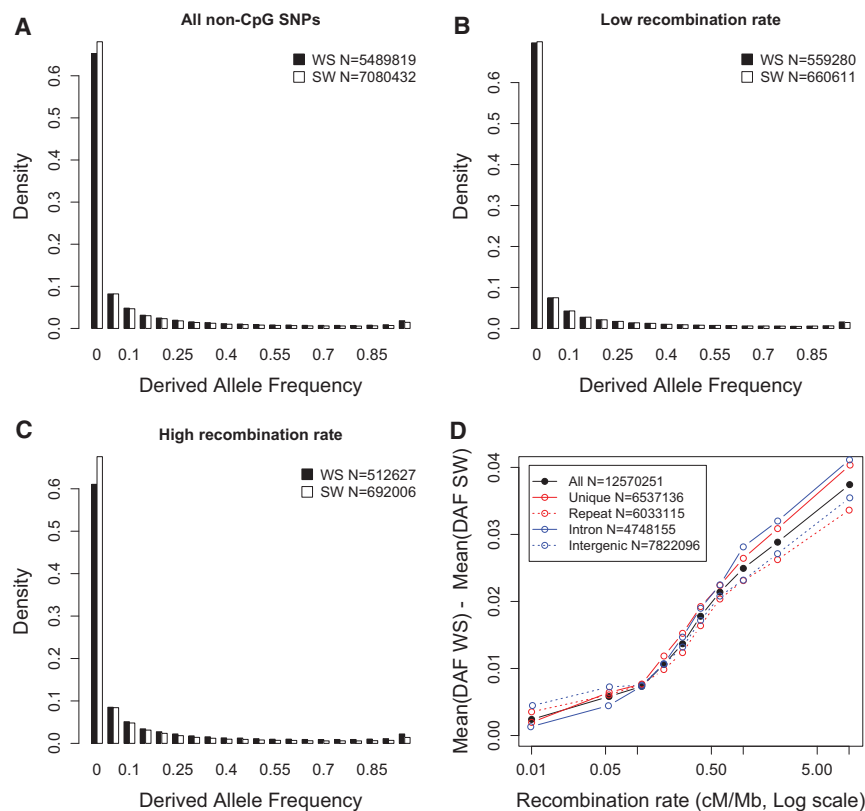 A
All non-CpG SNPs
WS N=5489819
SW N=7080432
Density
0.0 0.1 0.2 0.3 0.4 0.5 0.6
0 0.1 0.25 0.4 0.55 0.7 0.85
Derived Allele Frequency
B
Low recombination rate
WS N=559280
SW N=660611
Density
0.0 0.1 0.2 0.3 0.4 0.5 0.6
0 0.1 0.25 0.4 0.55 0.7 0.85
Derived Allele Frequency
C
High recombination rate
WS N=512627
SW N=692006
Density
0.0 0.1 0.2 0.3 0.4 0.5 0.6
0 0.1 0.25 0.4 0.55 0.7 0.85
Derived Allele Frequency
D
All N=12570251
Unique N=6537136
Repeat N=6033115
Intron N=4748155
Intergenic N=7822096
Mean(DAF WS) - Mean(DAF SW)
0.00 0.01 0.02 0.03 0.04
0.01 0.05 0.50 5.00
Recombination rate (cM/Mb, Log scale)